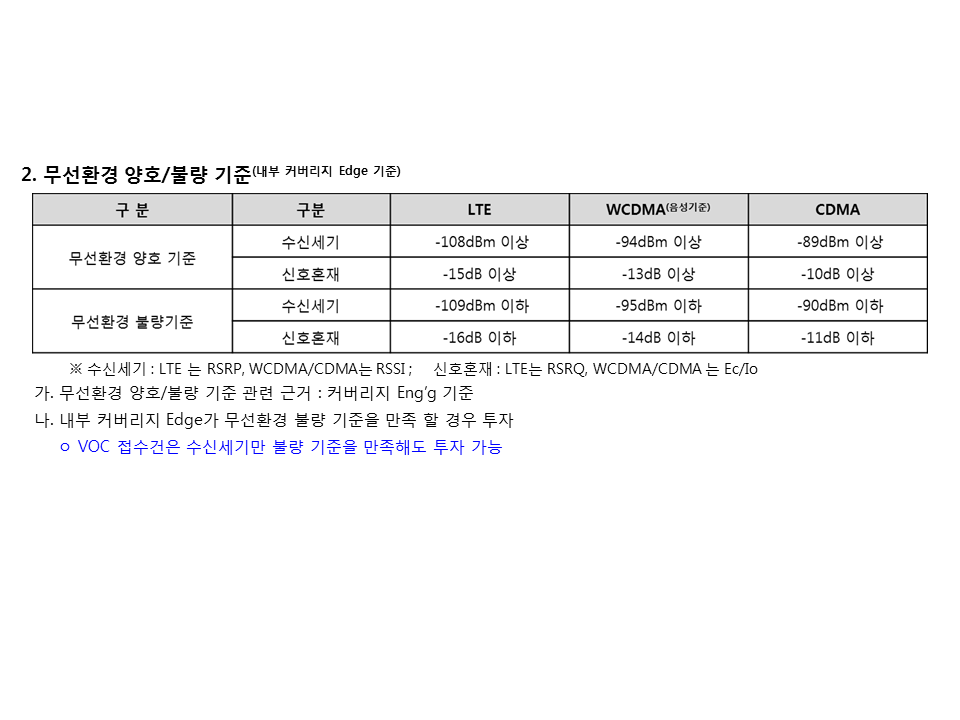 2. 무선환경 양호/불량 기준(내부 커버리지 Edge 기준)
구 분 구분 LTE WCDMA(음성기준) CDMA
무선환경 양호 기준 수신세기 -108dBm 이상 -94dBm 이상 -89dBm 이상
신호혼재 -15dB 이상 -13dB 이상 -10dB 이상
무선환경 불량기준 수신세기 -109dBm 이하 -95dBm 이하 -90dBm 이하
신호혼재 -16dB 이하 -14dB 이하 -11dB 이하
※ 수신세기 : LTE 는 RSRP, WCDMA/CDMA는 RSSI ; 신호혼재 : LTE는 RSRQ, WCDMA/CDMA 는 Ec/Io
가. 무선환경 양호/불량 기준 관련 근거 : 커버리지 Eng’g 기준
나. 내부 커버리지 Edge가 무선환경 불량 기준을 만족 할 경우 투자
ㅇ VOC 접수건은 수신세기만 불량 기준을 만족해도 투자 가능